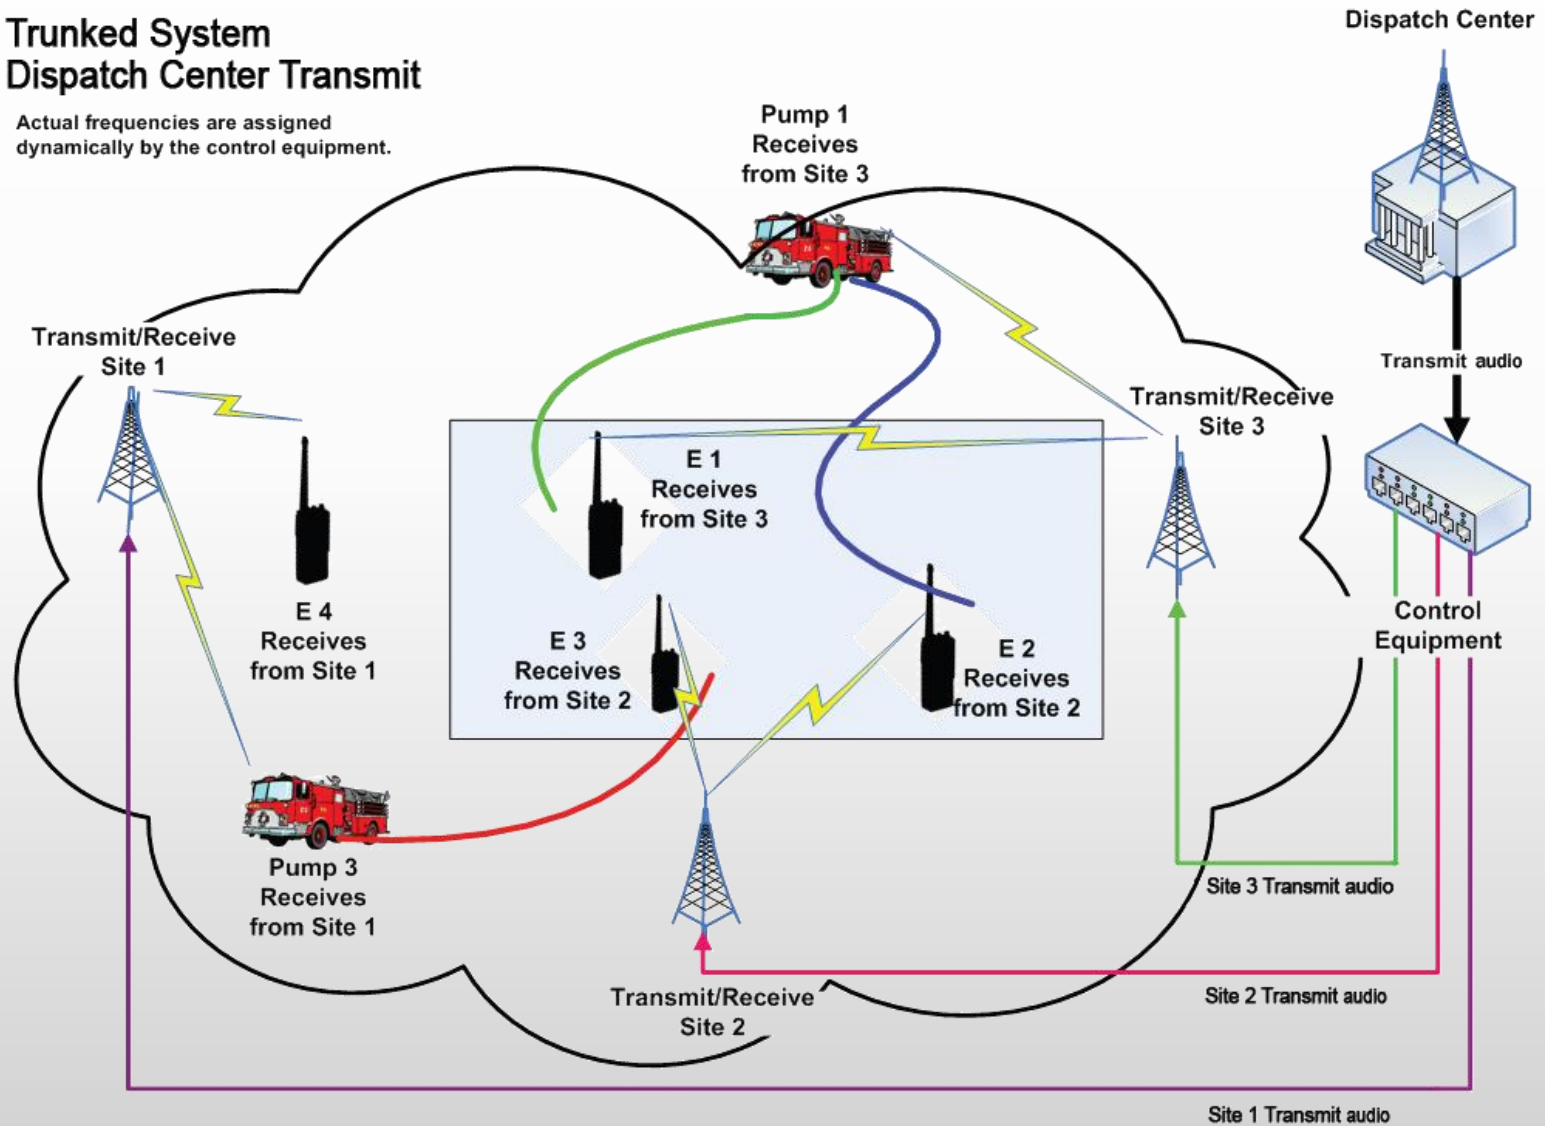 Trunked System
Dispatch Center Transmit
Actual frequencies are assigned
dynamically by the control equipment.
Dispatch Center
Pump 1
Receives
from Site 3
Transmit/Receive
Site 1
Transmit audio
Transmit/Receive
Site 3
E 1
Receives
from Site 3
E 4
Receives
from Site 1
E 3
Receives
from Site 2
E 2
Receives
from Site 2
Control
Equipment
Pump 3
Receives
from Site 1
Site 3 Transmit audio
Transmit/Receive
Site 2
Site 2 Transmit audio
Site 1 Transmit audio